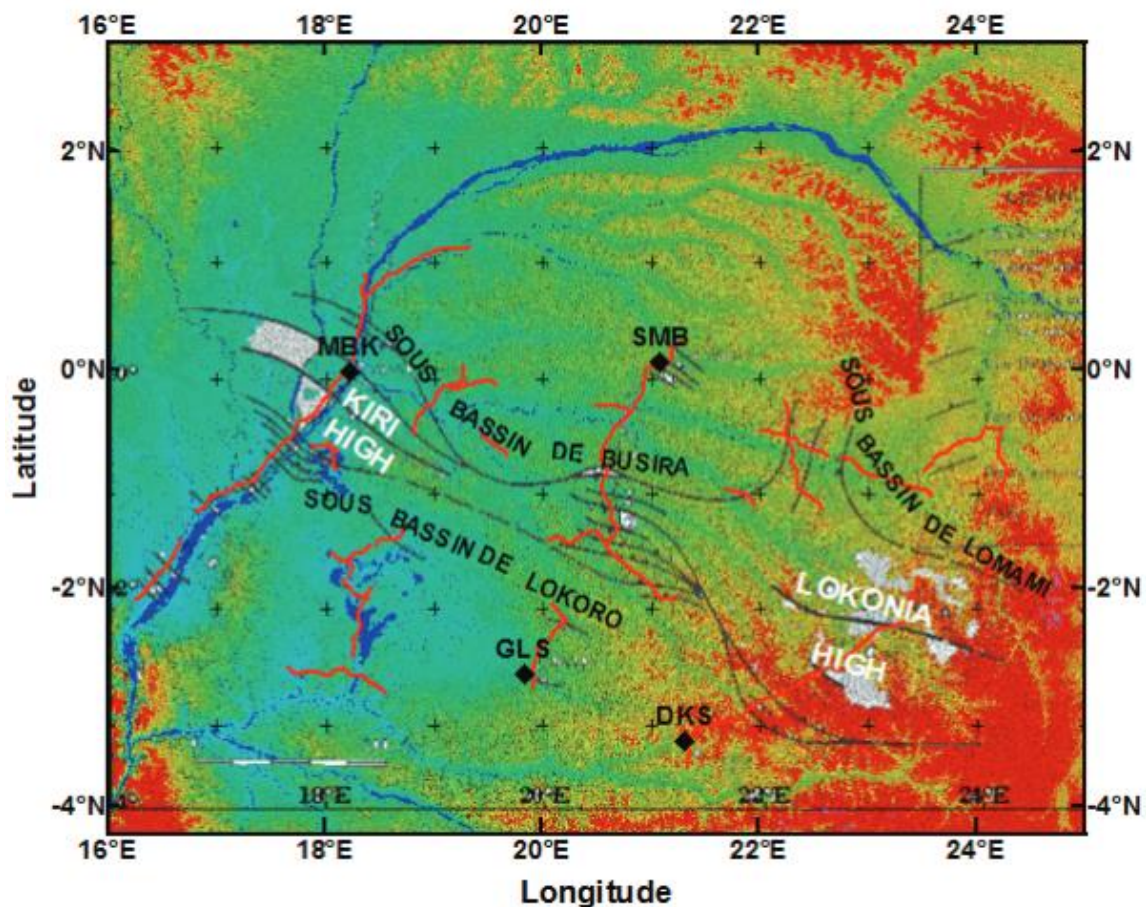 16°E 18°E 20°E 22°E 24°E
2°N -2°N
0°N MBK SMB 0°N
SOUS BASSIN DE BUSIRA
KIRI
HIGH
SOUS BASSIN DE LOMAMI
SOUS BASSIN DE LOKORO
-2°N -2°N
LOKONIA
HIGH
GLS
DKS
18°E 20°E 22°E 24°E
-4°N -4°N
16°E 18°E 20°E 22°E 24°E
Latitude
Longitude